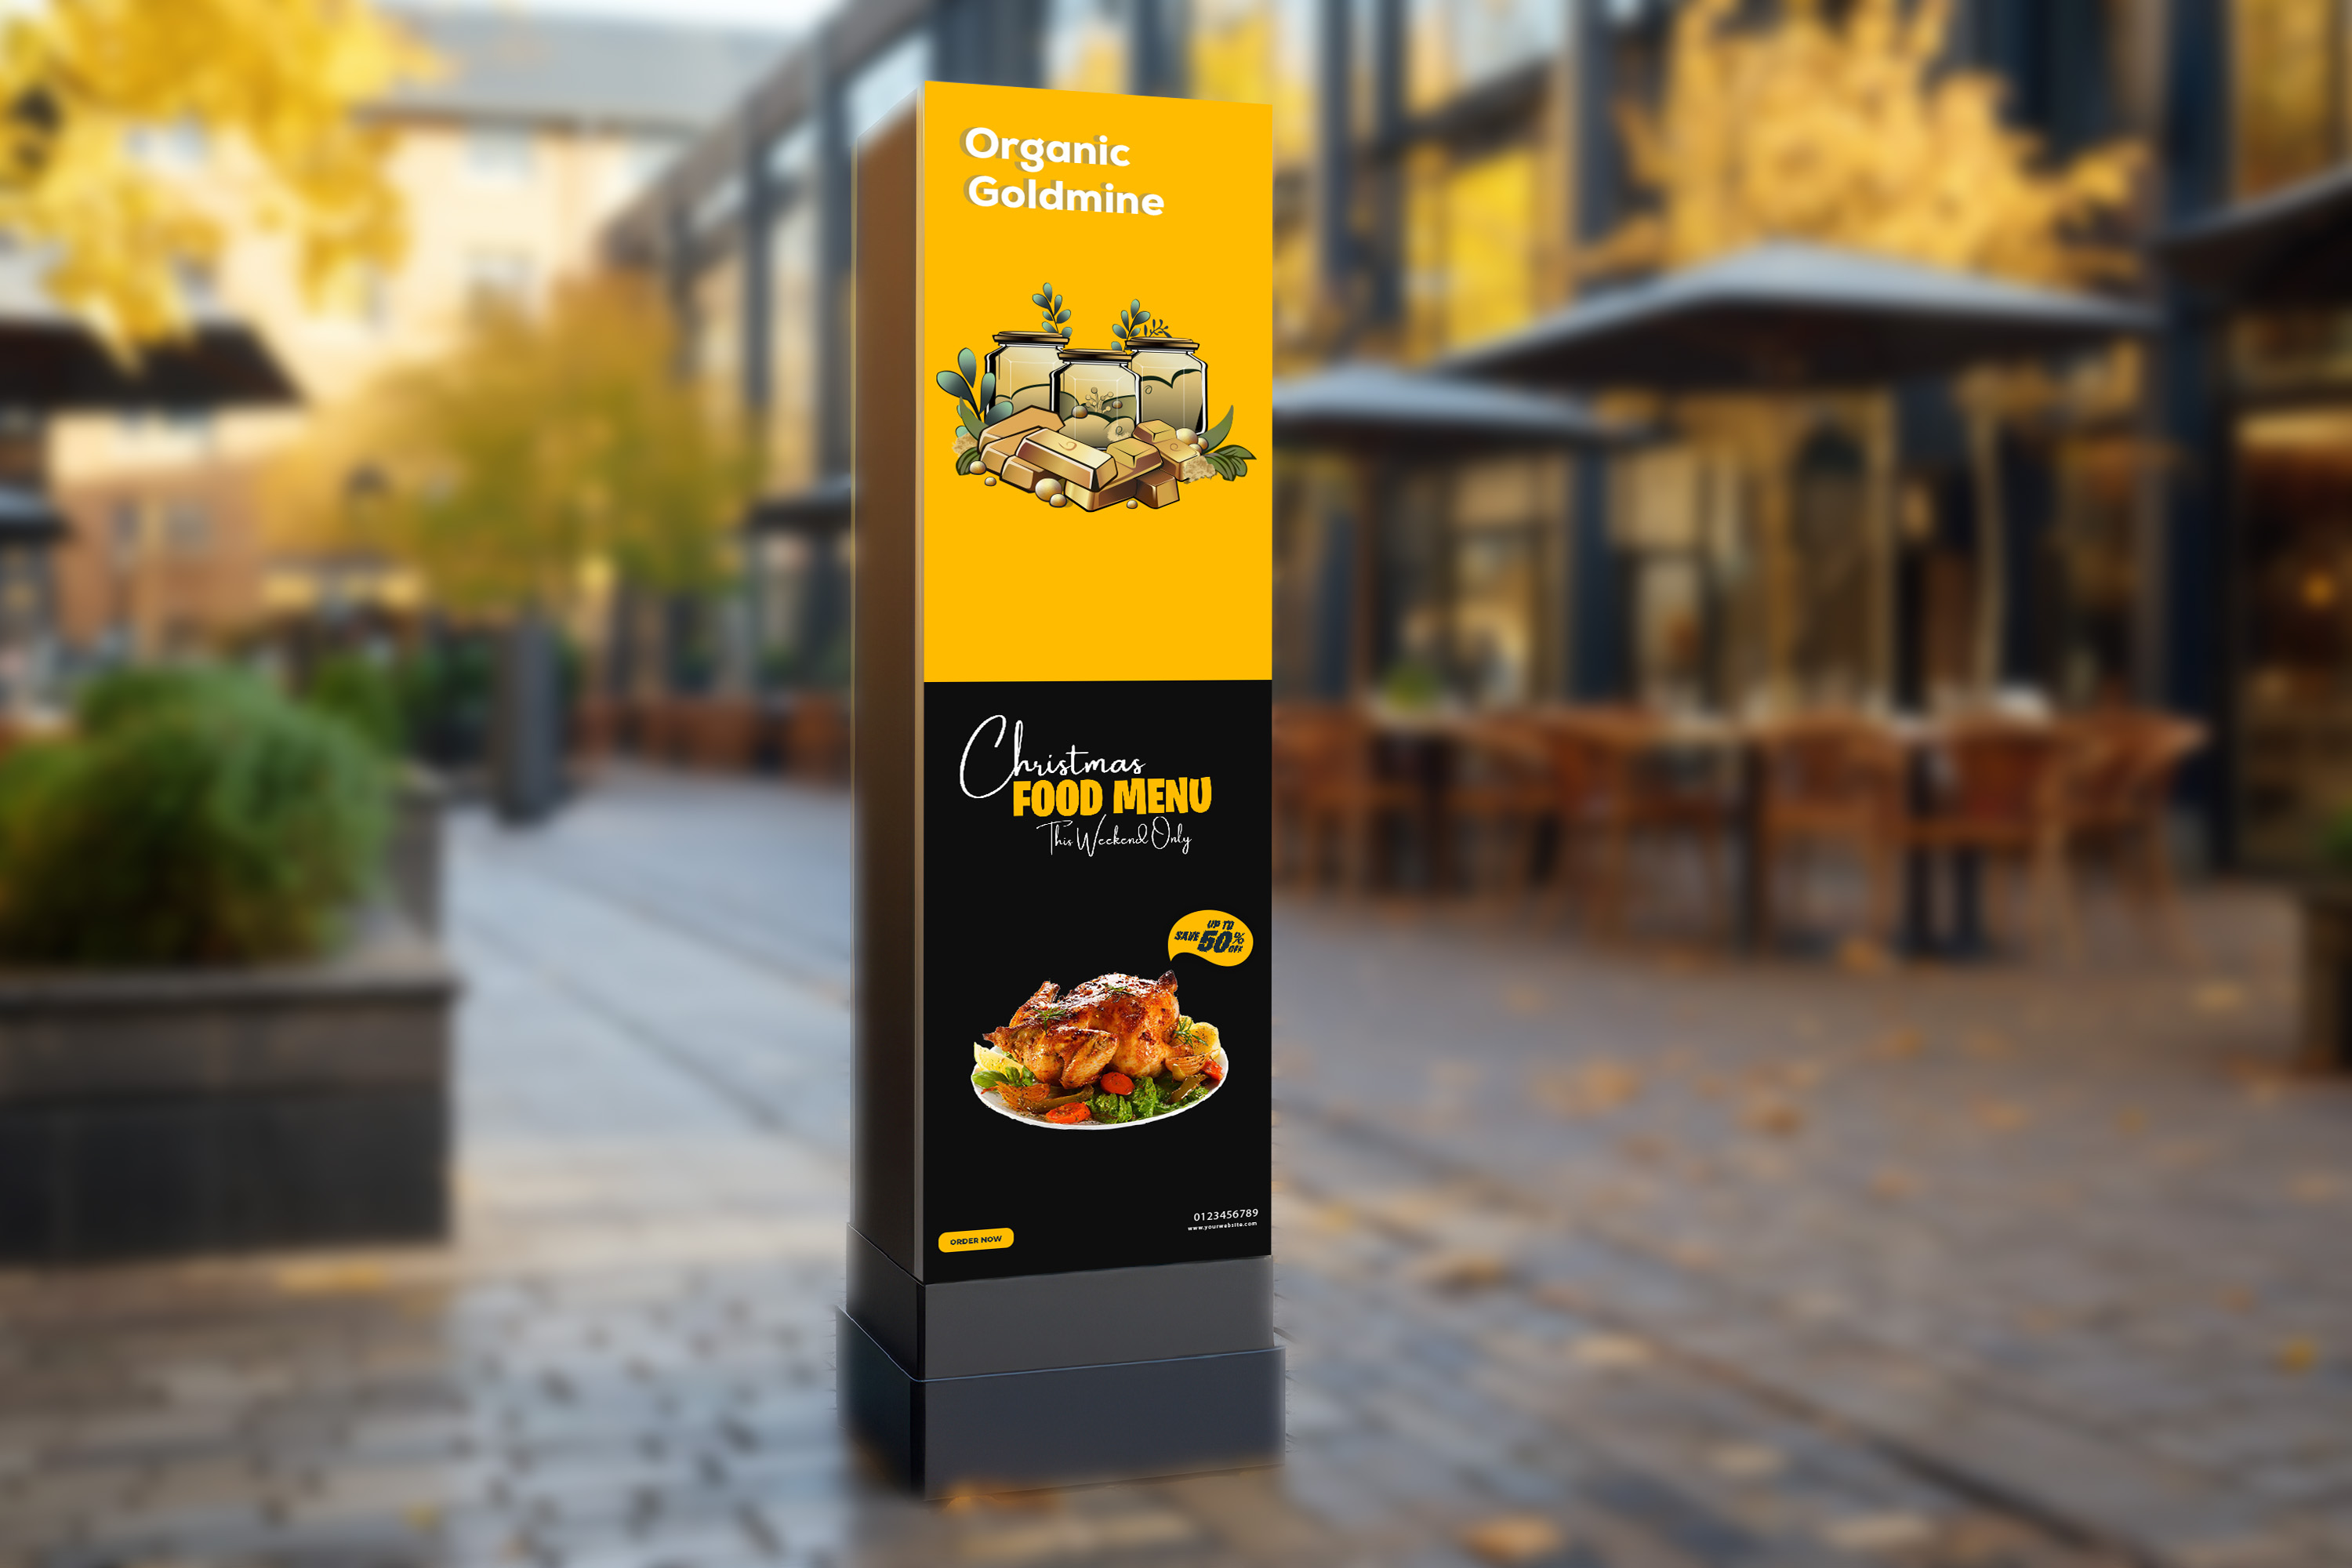 Organic
Goldmine
Christmas
FOOD MENU
This Weekend Only
UP TO
SAVE 50% OFF
0123456789
www.yourwebsite.com
ORDER NOW